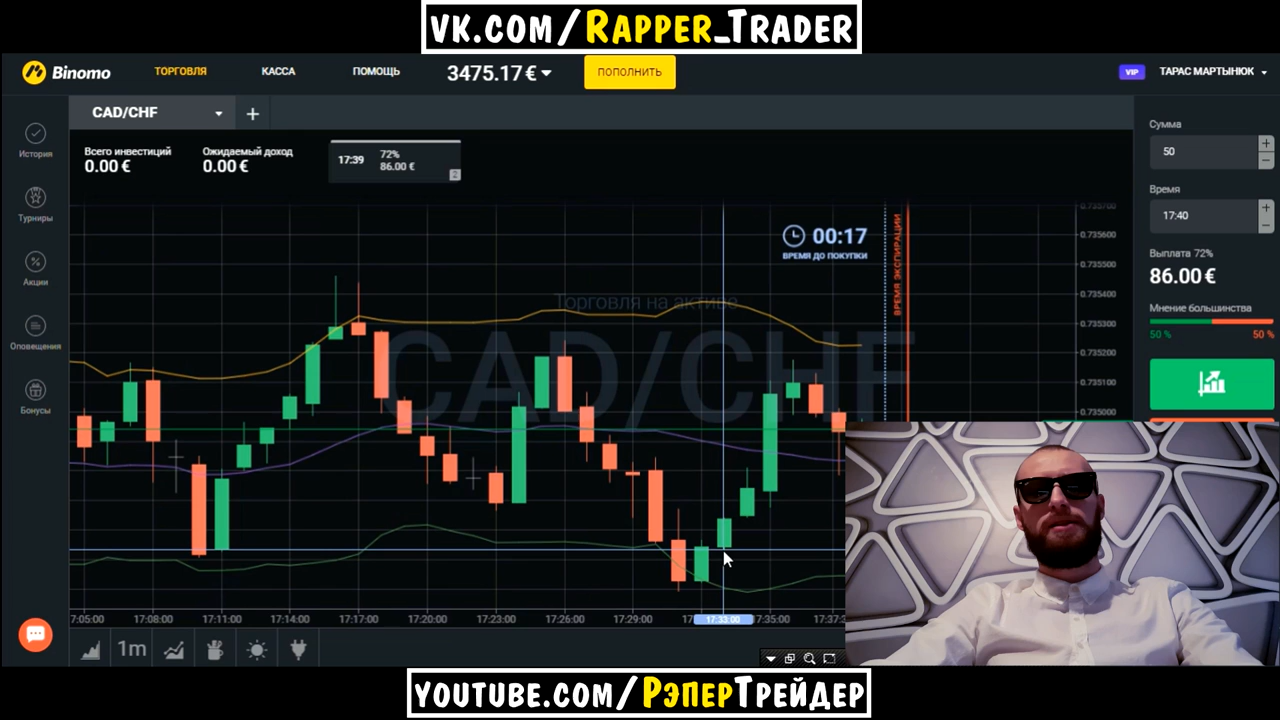 vk.com/Rapper_Trader
Binomo
ТОРГОВЛЯ
КАССА
ПОМОЩЬ
3475.17 €
ПОПОЛНИТЬ
VIP
ТАРАС МАРТЫНЮК
CAD/CHF
+
История
Турниры
Акции
Оповещения
Бонусы
Всего инвестиций
0.00 €
Ожидаемый доход
0.00 €
17:39
72%
86.00 €
2
00:17
ВРЕМЯ ДО ПОКУПКИ
ВРЕМЯ ЭКСПИРАЦИИ
Торговля на активе
CAD/CHF
0.735700
0.735600
0.735500
0.735400
0.735300
0.735200
0.735100
0.735000
Сумма
50
Время
17:40
Выплата 72%
86.00 €
Мнение большинства
50 %
50 %
17:05:00
17:08:00
17:11:00
17:14:00
17:17:00
17:20:00
17:23:00
17:26:00
17:29:00
17:33:00
1m
youtube.com/РэперТрейдер